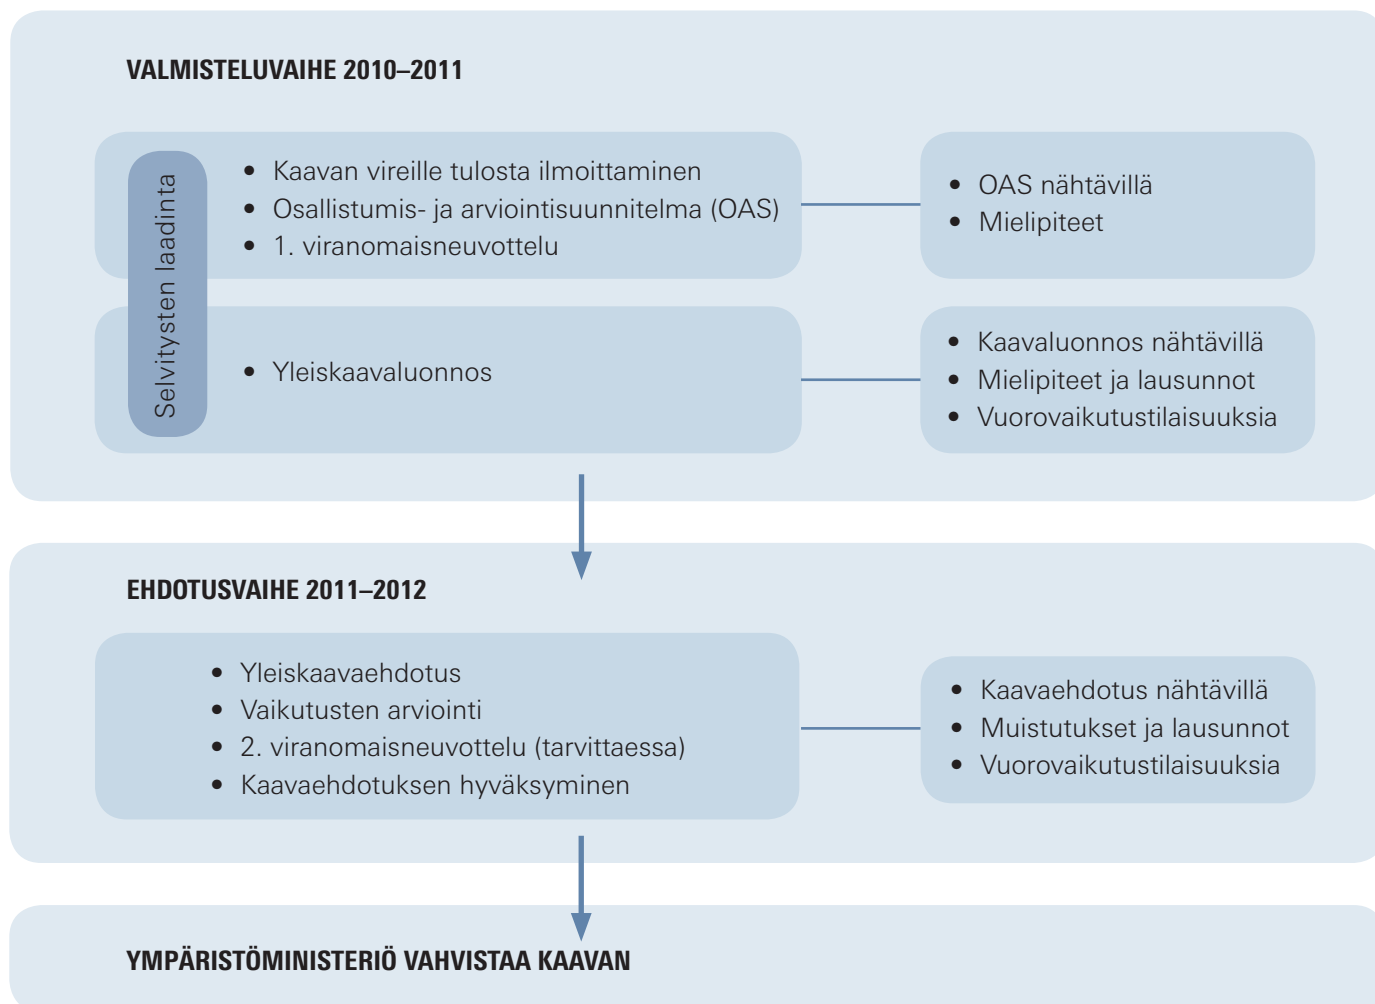 VALMISTELUVAIHE 2010–2011
Selvitysten laadinta
• Kaavan vireille tulosta ilmoittaminen
• Osallistumis- ja arviointisuunnitelma (OAS)
• 1. viranomaisneuvottelu
• OAS nähtävillä
• Mielipiteet
• Yleiskaavaluonnos
• Kaavaluonnos nähtävillä
• Mielipiteet ja lausunnot
• Vuorovaikutustilaisuuksia
EHDOTUSVAIHE 2011–2012
• Yleiskaavaehdotus
• Vaikutusten arviointi
• 2. viranomaisneuvottelu (tarvittaessa)
• Kaavaehdotuksen hyväksyminen
• Kaavaehdotus nähtävillä
• Muistutukset ja lausunnot
• Vuorovaikutustilaisuuksia
YMPÄRISTÖMINISTERIÖ VAHVISTAA KAAVAN